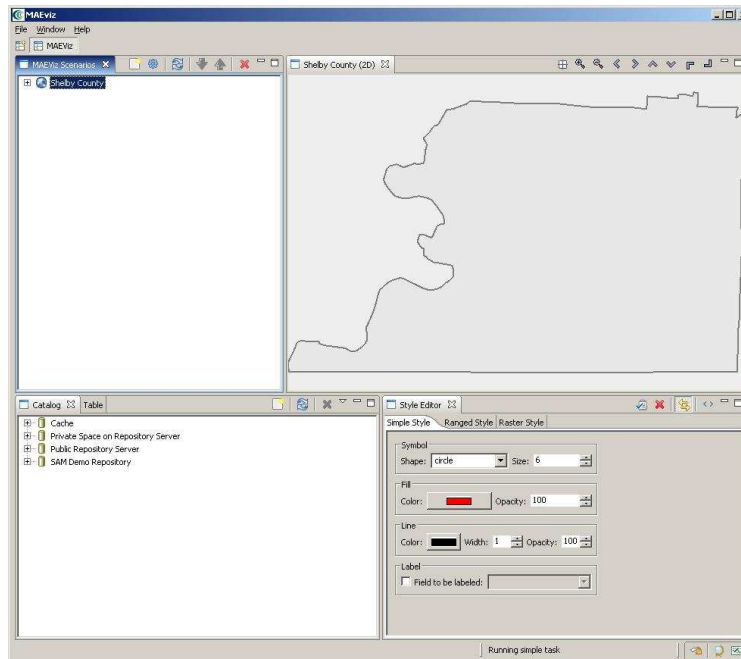 MAEviz
File Window Help
MAEViz
MAEViz Scenarios
Shelby County
Shelby County (2D)
Catalog Table
Cache
Private Space on Repository Server
Public Repository Server
SAM Demo Repository
Style Editor
Simple Style Ranged Style Raster Style
Symbol
Shape: circle Size: 6
Fill
Color: Opacity: 100
Line
Color: Width: 1 Opacity: 100
Label
Field to be labeled:
Running simple task